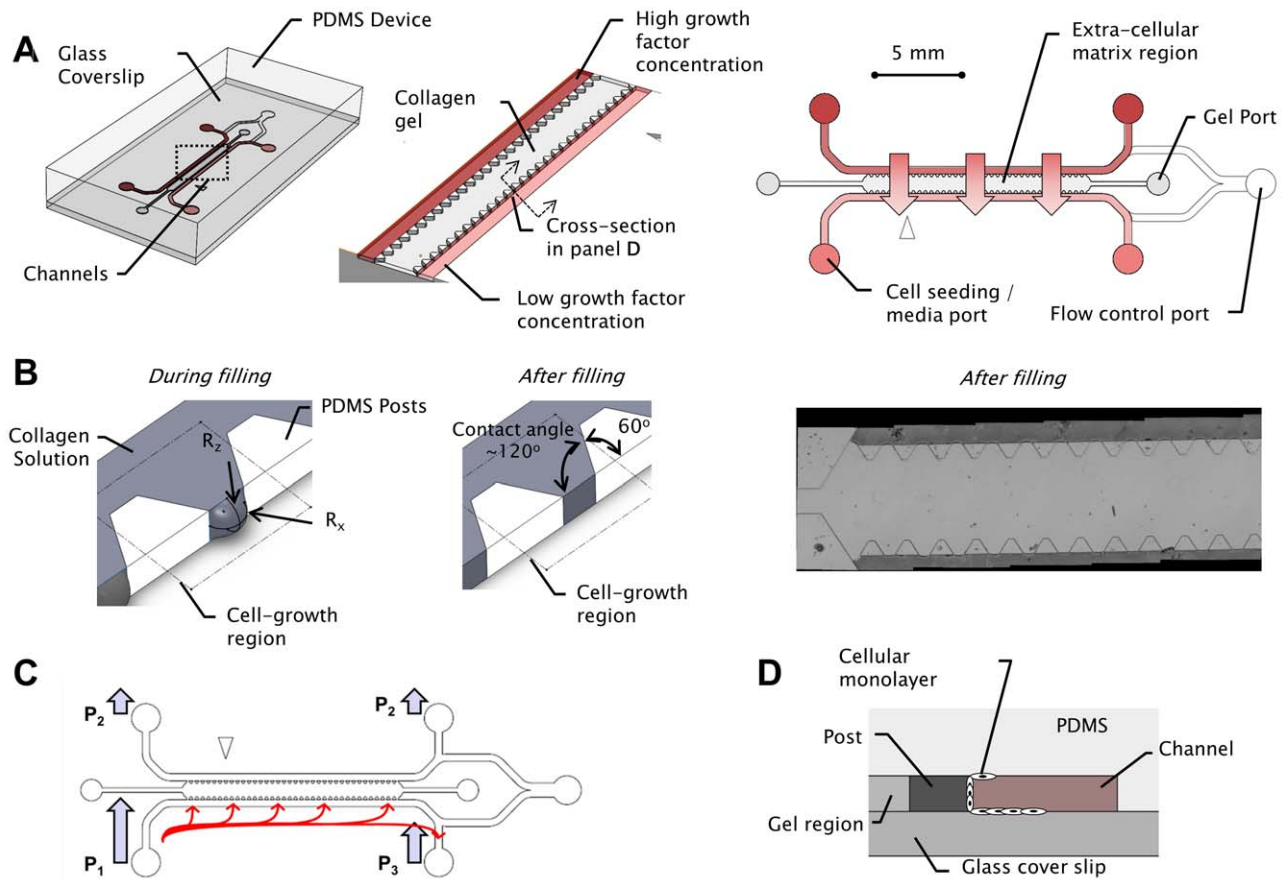 A
PDMS Device
Glass
Coverslip
Channels
High growth
factor
concentration
Collagen
gel
Cross-section
in panel D
Low growth factor
concentration
5 mm
Extra-cellular
matrix region
Gel Port
Cell seeding /
media port
Flow control port
B
During filling
PDMS Posts
Collagen
Solution
Rz
Rx
Cell-growth
region
After filling
Contact angle
~120°
60°
Cell-growth
region
After filling
C
P2
P2
P1
P3
D
Cellular
monolayer
PDMS
Post
Channel
Gel region
Glass cover slip